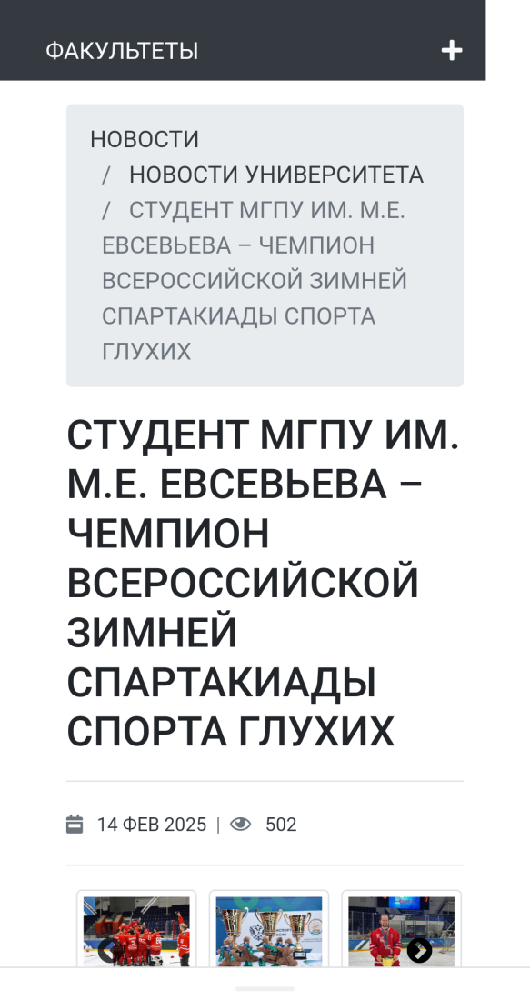 ФАКУЛЬТЕТЫ
НОВОСТИ
/ НОВОСТИ УНИВЕРСИТЕТА
/ СТУДЕНТ МГПУ ИМ. М.Е.
ЕВСЕВЬЕВА – ЧЕМПИОН
ВСЕРОССИЙСКОЙ ЗИМНЕЙ
СПАРТАКИАДЫ СПОРТА
ГЛУХИХ
СТУДЕНТ МГПУ ИМ.
М.Е. ЕВСЕВЬЕВА –
ЧЕМПИОН
ВСЕРОССИЙСКОЙ
ЗИМНЕЙ
СПАРТАКИАДЫ
СПОРТА ГЛУХИХ
14 ФЕВ 2025 | 502